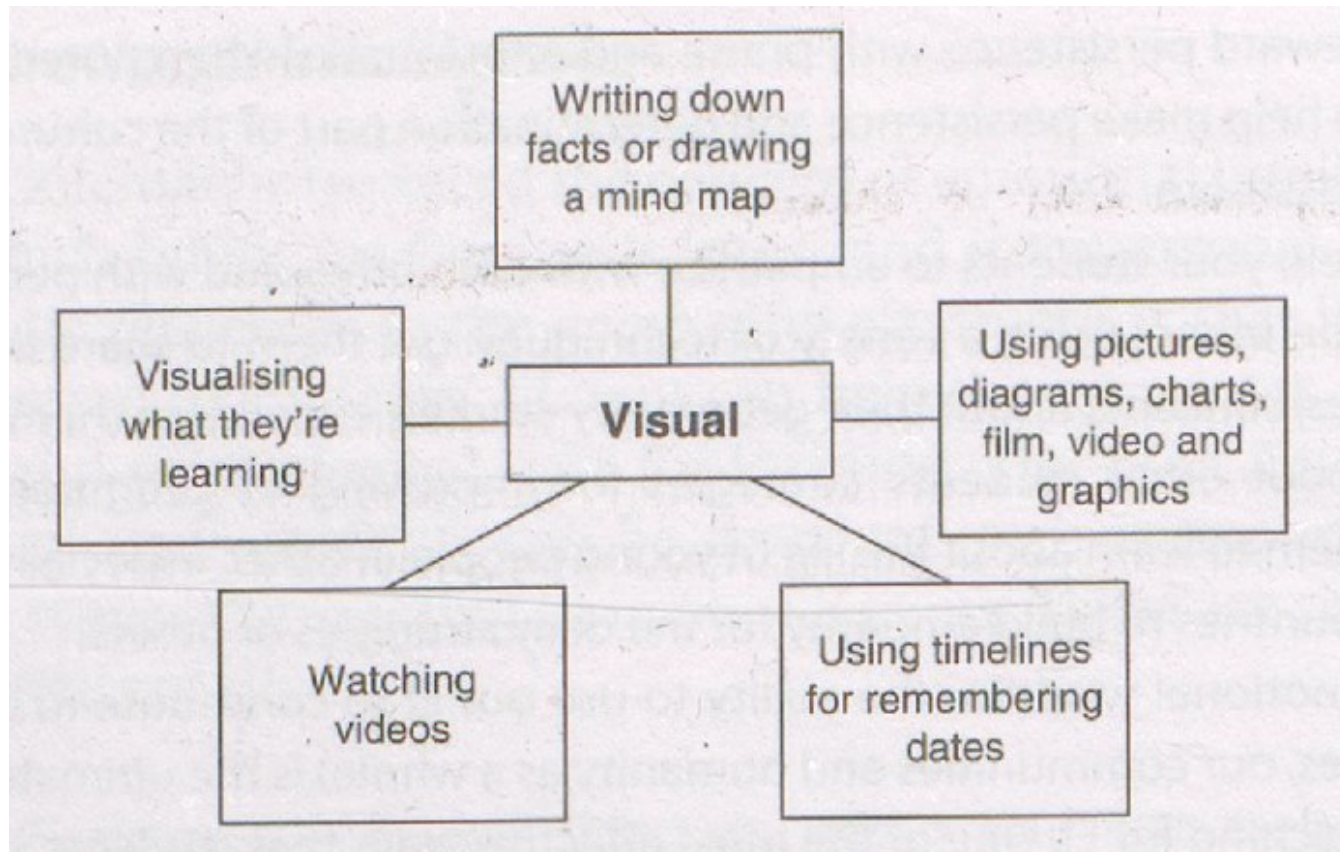 Writing down
facts or drawing
a mind map
Visualising
what they're
learning
Visual
Using pictures,
diagrams, charts,
film, video and
graphics
Watching
videos
Using timelines
for remembering
dates